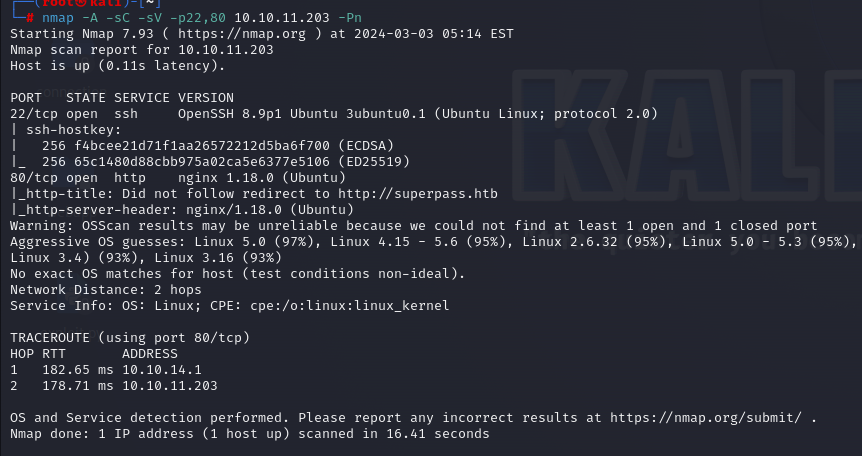 (root㉿kali)-[~]
# nmap -A -sC -sV -p22,80 10.10.11.203 -Pn
Starting Nmap 7.93 ( https://nmap.org ) at 2024-03-03 05:14 EST
Nmap scan report for 10.10.11.203
Host is up (0.11s latency).
PORT   STATE SERVICE VERSION
22/tcp open  ssh     OpenSSH 8.9p1 Ubuntu 3ubuntu0.1 (Ubuntu Linux; protocol 2.0)
| ssh-hostkey:
|   256 f4bcee21d71f1aa26572212d5ba6f700 (ECDSA)
|_  256 65c1480d88cbb975a02ca5e6377e5106 (ED25519)
80/tcp open  http    nginx 1.18.0 (Ubuntu)
|_http-title: Did not follow redirect to http://superpass.htb
|_http-server-header: nginx/1.18.0 (Ubuntu)
Warning: OSScan results may be unreliable because we could not find at least 1 open and 1 closed port
Aggressive OS guesses: Linux 5.0 (97%), Linux 4.15 - 5.6 (95%), Linux 2.6.32 (95%), Linux 5.0 - 5.3 (95%),
Linux 3.4) (93%), Linux 3.16 (93%)
No exact OS matches for host (test conditions non-ideal).
Network Distance: 2 hops
Service Info: OS: Linux; CPE: cpe:/o:linux:linux_kernel
TRACEROUTE (using port 80/tcp)
HOP RTT       ADDRESS
1   182.65 ms 10.10.14.1
2   178.71 ms 10.10.11.203
OS and Service detection performed. Please report any incorrect results at https://nmap.org/submit/ .
Nmap done: 1 IP address (1 host up) scanned in 16.41 seconds
KALI